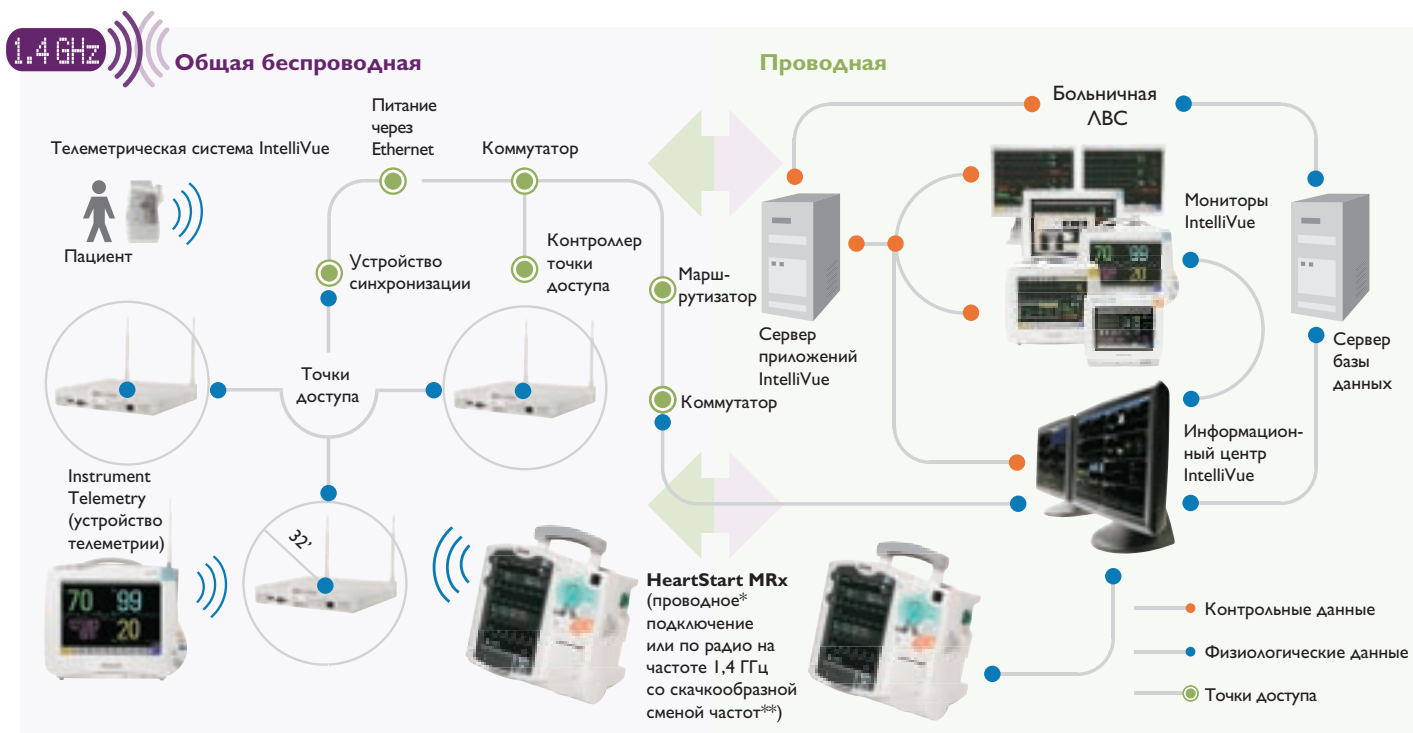 1.4 GHz
Общая беспроводная
Проводная
Питание
через
Ethernet
Коммутатор
Телеметрическая система IntelliVue
Пациент
Устройство
синхронизации
Контроллер
точки
доступа
Марш-
рутизатор
Коммутатор
Точки
доступа
Instrument
Telemetry
(устройство
телеметрии)
32'
70 99
20
HeartStart MRx
(проводное*
подключение
или по радио на
частоте 1,4 ГГц
со скачкообразной
сменой частот**)
Больничная
ЛВС
Мониторы
IntelliVue
70 99
20
Сервер
приложений
IntelliVue
Сервер
базы
данных
Информацион-
ный центр
IntelliVue
Контрольные данные
Физиологические данные
Точки доступа